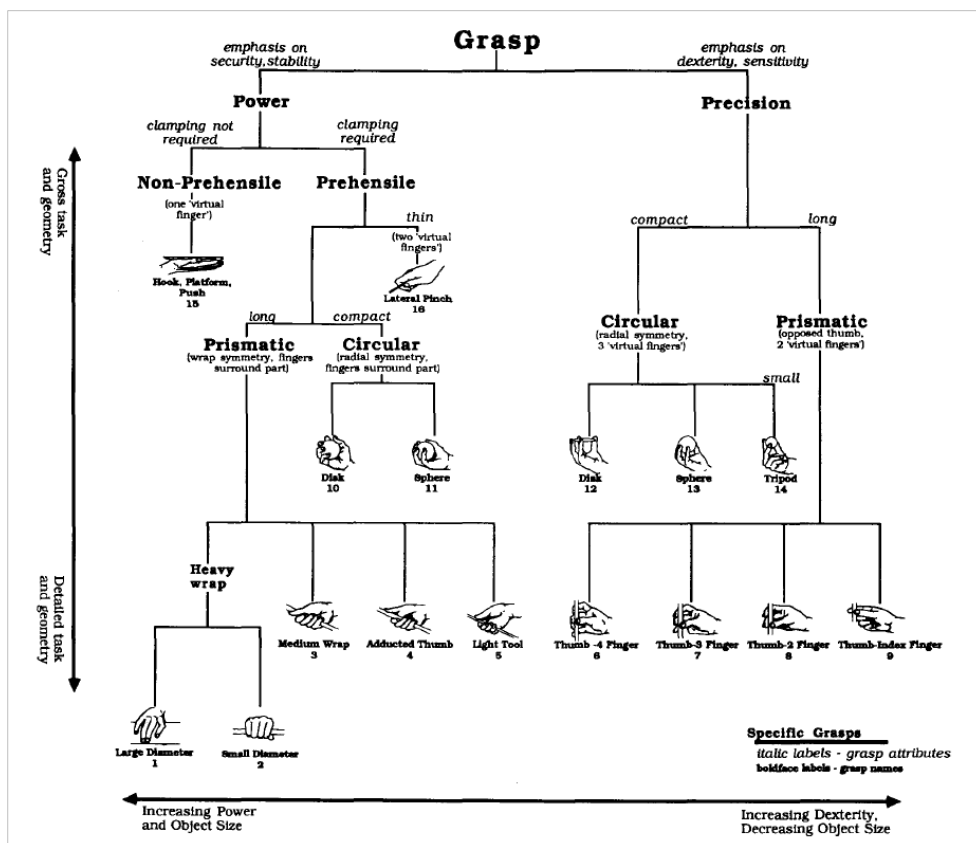 Grasp
emphasis on
security,stability
emphasis on
dexterity, sensitivity
Power
Precision
clamping not
required
clamping
required
Non-Prehensile
(one 'virtual
finger')
Prehensile
Hook, Platform,
Push
15
thin
(two 'virtual
fingers')
Lateral Pinch
16
compact
long
long
compact
Prismatic
(wrap symmetry, fingers
surround part)
Circular
(radial symmetry,
fingers surround part)
Circular
(radial symmetry,
3 'virtual fingers')
Prismatic
(opposed thumb,
2 'virtual fingers')
small
Disk
10
Sphere
11
Disk
12
Sphere
13
Tripod
14
Heavy
wrap
Medium Wrap
3
Adducted Thumb
4
Light Tool
5
Thumb -4 Finger
6
Thumb-3 Finger
7
Thumb-2 Finger
8
Thumb-Index Finger
9
Large Diameter
1
Small Diameter
2
Gross task
and geometry
Detailed task
and geometry
Specific Grasps
italic labels - grasp attributes
boldface labels - grasp names
Increasing Power
and Object Size
Increasing Dexterity,
Decreasing Object Size